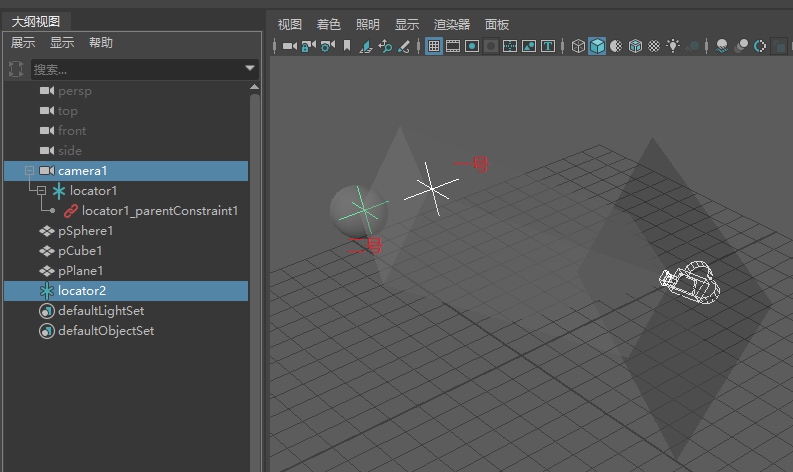 大纲视图
展示 显示 帮助
搜索...
persp
top
front
side
camera1
locator1
locator1_parentConstraint1
pSphere1
pCube1
pPlane1
locator2
defaultLightSet
defaultObjectSet
视图 着色 照明 显示 渲染器 面板
一号
二号